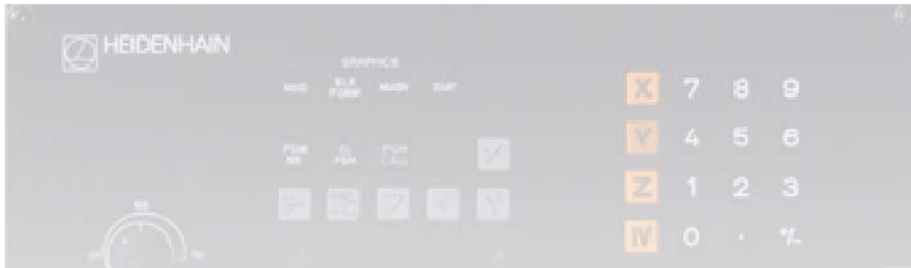 HEIDENHAIN
GRAPHICS
MOD BLK FORM MAGN START
X 7 8 9
PGM NR CL PGM PGM CALL
Y 4 5 6
Z 1 2 3
IV 0 . +/-